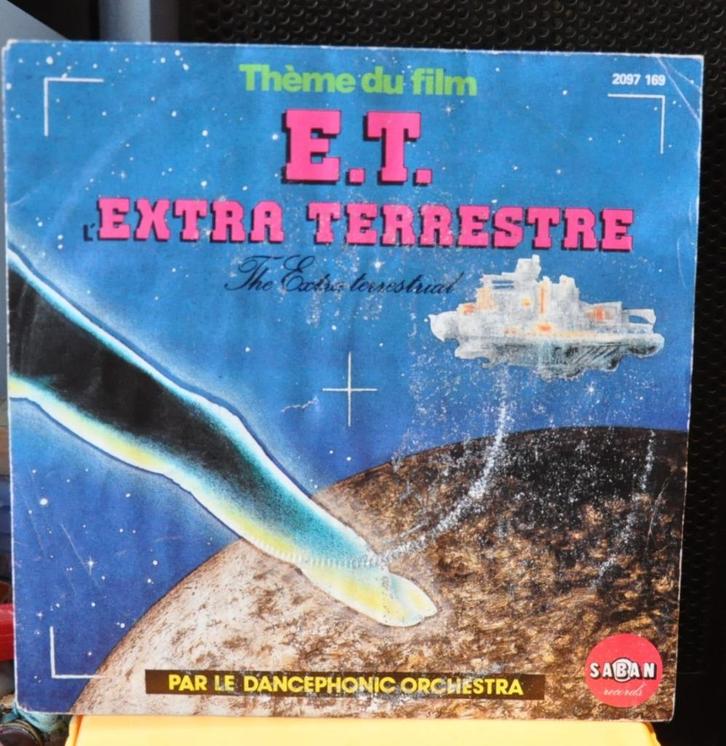 Thème du film
2097 169
E.T.
L'EXTRA TERRESTRE
The Extra terrestrial
PAR LE DANCEPHONIC ORCHESTRA
SABAN
records